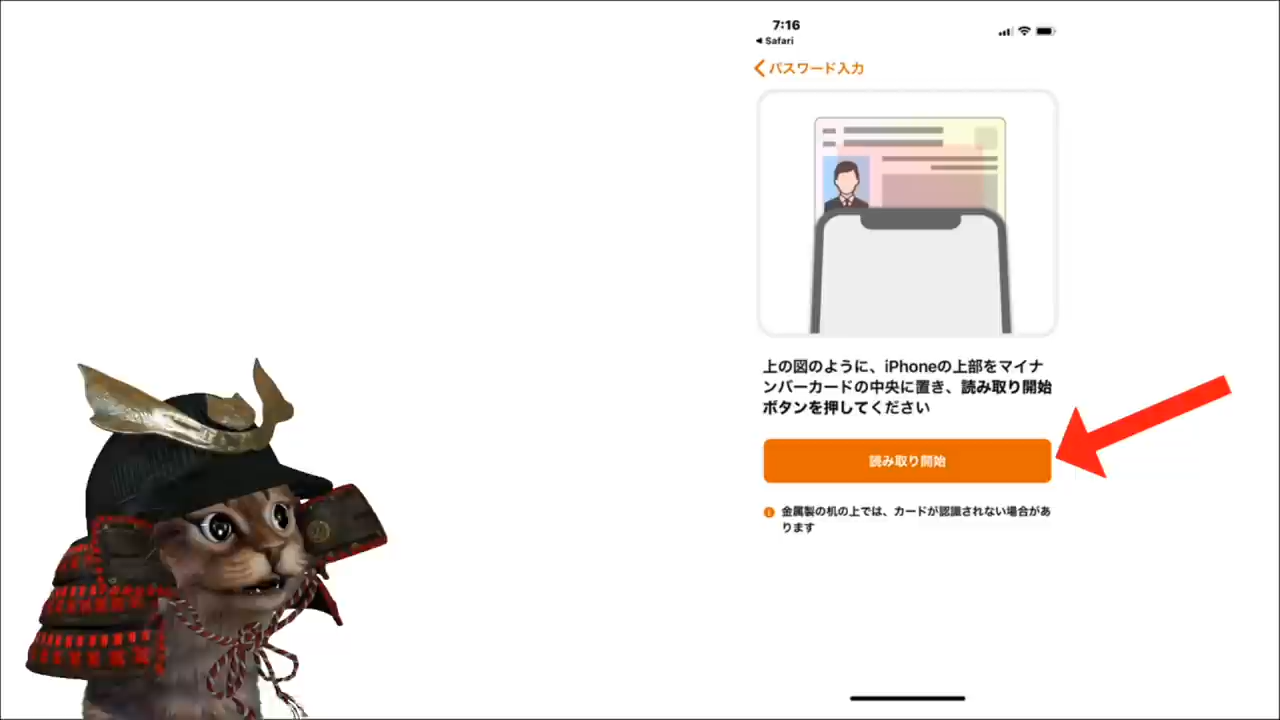 7:16
◀ Safari
パスワード入力
上の図のように、iPhoneの上部をマイナ
ンバーカードの中央に置き、読み取り開始
ボタンを押してください
読み取り開始
金属製の机の上では、カードが認識されない場合があ
ります